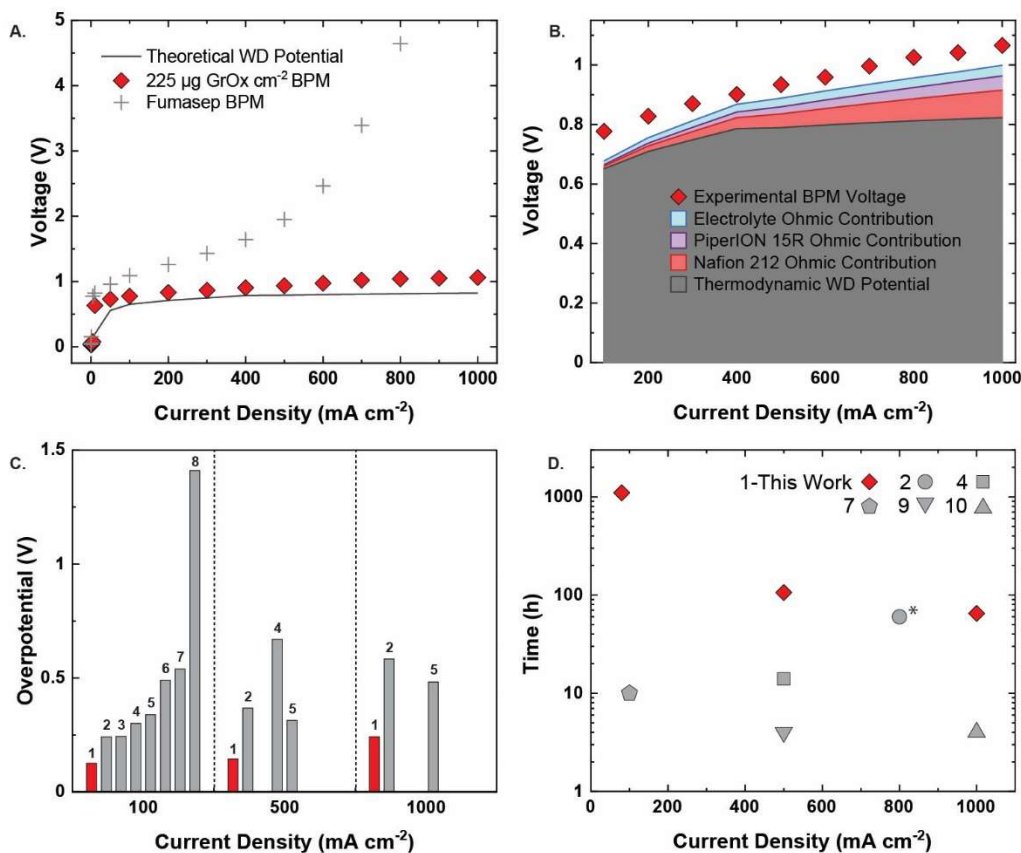 A.
5
4
3
2
1
0
Voltage (V)
Theoretical WD Potential
225 µg GrOx cm-2 BPM
Fumasep BPM
0 200 400 600 800 1000
Current Density (mA cm-2)
B.
1
0.8
0.6
0.4
0.2
0
Voltage (V)
Experimental BPM Voltage
Electrolyte Ohmic Contribution
PiperION 15R Ohmic Contribution
Nafion 212 Ohmic Contribution
Thermodynamic WD Potential
200 400 600 800 1000
Current Density (mA cm-2)
C.
1.5
1
0.5
0
Overpotential (V)
1 2 3 4 5 6 7 8
1 2 4 5
1 2 5
100 500 1000
Current Density (mA cm-2)
D.
1000
100
10
1
Time (h)
1-This Work 2 4
7 9 10
*
0 200 400 600 800 1000
Current Density (mA cm-2)